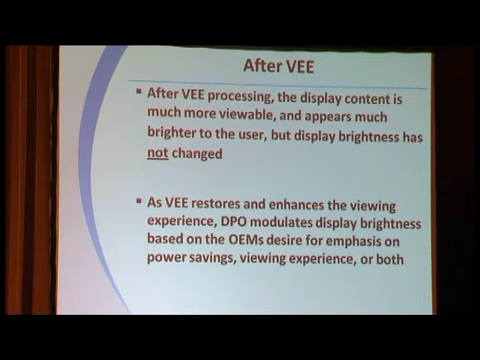 After VEE
▪ After VEE processing, the display content is
much more viewable, and appears much
brighter to the user, but display brightness has
not changed
▪ As VEE restores and enhances the viewing
experience, DPO modulates display brightness
based on the OEMs desire for emphasis on
power savings, viewing experience, or both